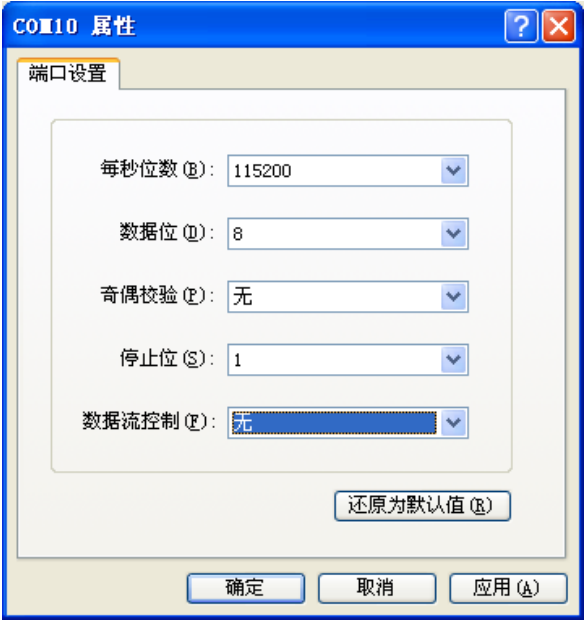 COM10 属性
端口设置
每秒位数(B): 115200
数据位(D): 8
奇偶校验(P): 无
停止位(S): 1
数据流控制(F): 无
还原为默认值(R)
确定 取消 应用(A)